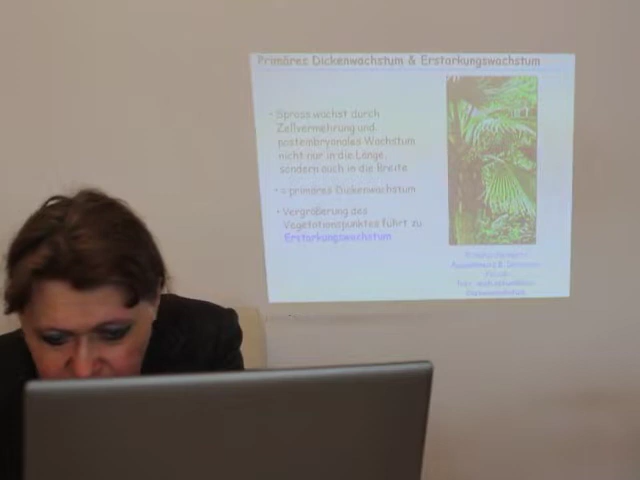 Primäres Dickenwachstum & Erstarkungswachstum
• Spross wächst durch
Zellvermehrung und
postembryonales Wachstum
nicht nur in die Länge,
sondern auch in die Breite
• = primäres Dickenwachstum
• Vergrößerung des
Vegetationspunktes führt zu
Erstarkungswachstum